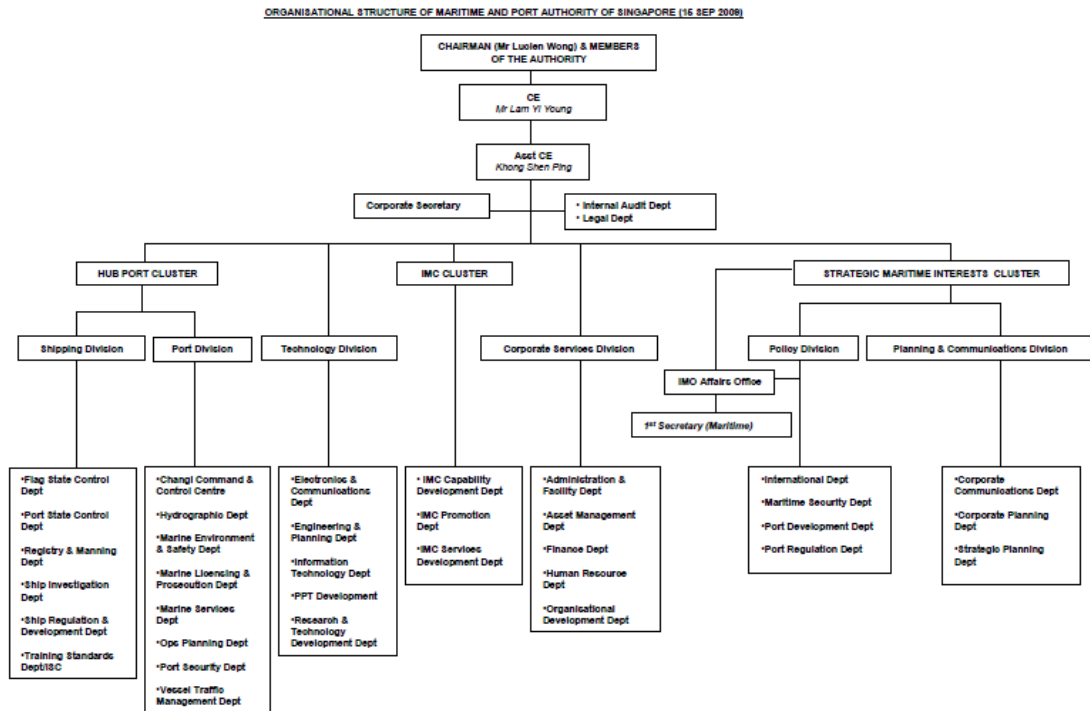 ORGANISATIONAL STRUCTURE OF MARITIME AND PORT AUTHORITY OF SINGAPORE (15 SEP 2009)
CHAIRMAN (Mr Lucien Wong) & MEMBERS
OF THE AUTHORITY
CE
Mr Lam Yi Young
Asst CE
Khong Shen Ping
Corporate Secretary
• Internal Audit Dept
• Legal Dept
HUB PORT CLUSTER
IMC CLUSTER
STRATEGIC MARITIME INTERESTS CLUSTER
Shipping Division
Port Division
Technology Division
Corporate Services Division
Policy Division
Planning & Communications Division
IMO Affairs Office
1st Secretary (Maritime)
•Flag State Control
Dept
•Port State Control
Dept
•Registry & Manning
Dept
•Ship Investigation
Dept
•Ship Regulation &
Development Dept
•Training Standards
Dept/ISC
•Changi Command &
Control Centre
•Hydrographic Dept
•Marine Environment
& Safety Dept
•Marine Licensing &
Prosecution Dept
•Marine Services
Dept
•Ops Planning Dept
•Port Security Dept
•Vessel Traffic
Management Dept
•Electronics &
Communications
Dept
•Engineering &
Planning Dept
•Information
Technology Dept
•PPT Development
•Research &
Technology
Development Dept
• IMC Capability
Development Dept
•IMC Promotion
Dept
•IMC Services
Development Dept
•Administration &
Facility Dept
•Asset Management
Dept
•Finance Dept
•Human Resource
Dept
•Organisational
Development Dept
•International Dept
•Maritime Security Dept
•Port Development Dept
•Port Regulation Dept
•Corporate
Communications Dept
•Corporate Planning
Dept
•Strategic Planning
Dept